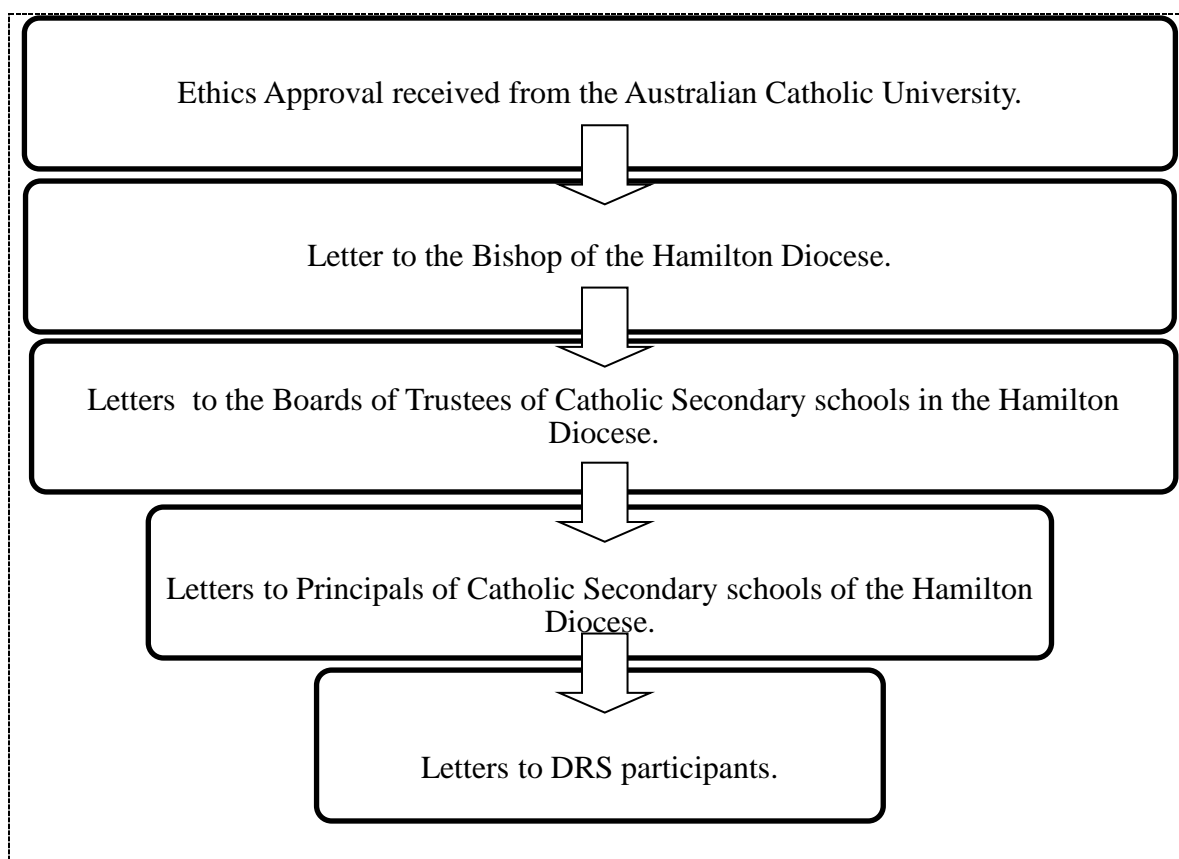 Ethics Approval received from the Australian Catholic University.
Letter to the Bishop of the Hamilton Diocese.
Letters  to the Boards of Trustees of Catholic Secondary schools in the Hamilton
Diocese.
Letters to Principals of Catholic Secondary schools of the Hamilton
Diocese.
Letters to DRS participants.